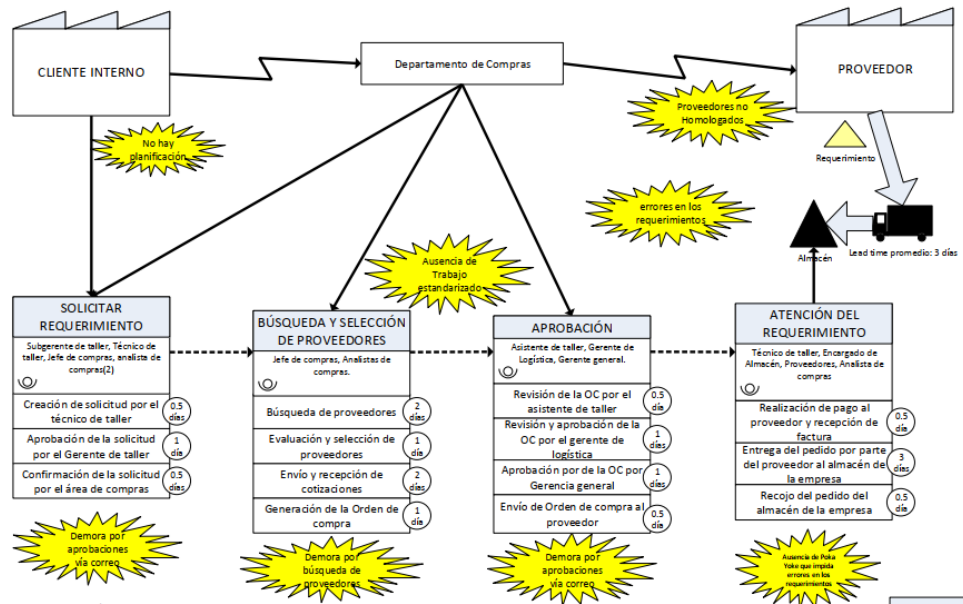 CLIENTE INTERNO
Departamento de Compras
PROVEEDOR
No hay
planificación
Proveedores no
Homologados
Requerimiento
errores en los
requerimientos
Almacén
Lead time promedio: 3 días
Ausencia de
Trabajo
estandarizado
SOLICITAR
REQUERIMIENTO
Subgerente de taller, Técnico de
taller, Jefe de compras, analista de
compras(2)
Creación de solicitud por el
técnico de taller
0.5
días
Aprobación de la solicitud
por el Gerente de taller
1
día
Confirmación de la solicitud
por el área de compras
0.5
días
Demora por
aprobaciones
vía correo
BÚSQUEDA Y SELECCIÓN
DE PROVEEDORES
Jefe de compras, Analistas de
compras.
Búsqueda de proveedores
2
días
Evaluación y selección de
proveedores
1
día
Envío y recepción de
cotizaciones
2
días
Generación de la Orden de
compra
1
día
Demora por
búsqueda de
proveedores
APROBACIÓN
Asistente de taller, Gerente de
Logística, Gerente general.
Revisión de la OC por el
asistente de taller
0.5
día
Revisión y aprobación de la
OC por el gerente de
logística
1
días
Aprobación por de la OC por
Gerencia general
1
días
Envío de Orden de compra al
proveedor
0.5
día
Demora por
aprobaciones
vía correo
ATENCIÓN DEL
REQUERIMIENTO
Técnico de taller, Encargado de
Almacén, Proveedores, Analista de
compras
Realización de pago al
proveedor y recepción de
factura
0.5
día
Entrega del pedido por parte
del proveedor al almacén de
la empresa
3
días
Recojo del pedido del
almacén de la empresa
0.5
día
Ausencia de Poka
Yoke que impida
errores en los
requerimientos